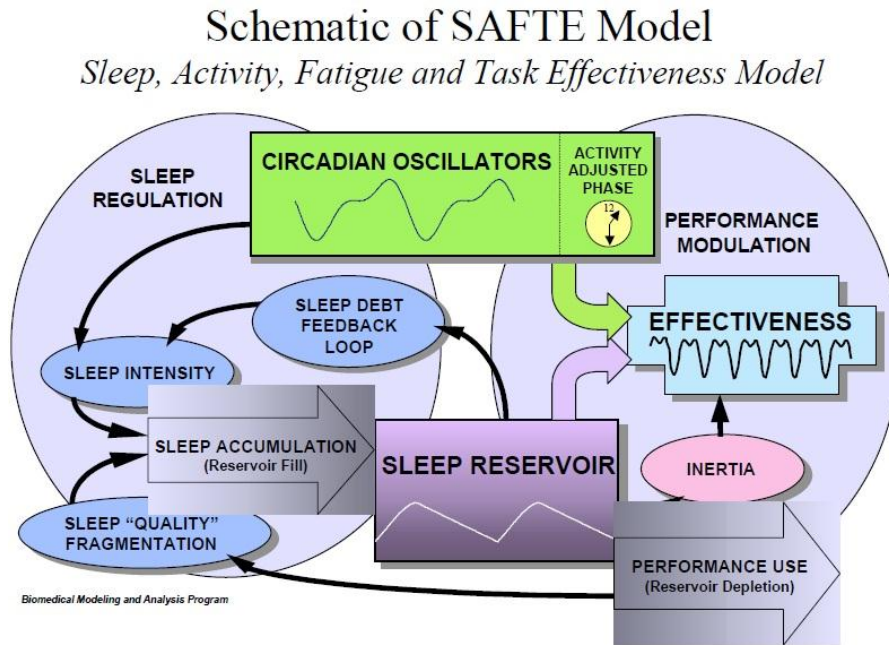 Schematic of SAFTE Model
Sleep, Activity, Fatigue and Task Effectiveness Model
SLEEP
REGULATION
CIRCADIAN OSCILLATORS
ACTIVITY
ADJUSTED
PHASE
12
PERFORMANCE
MODULATION
SLEEP DEBT
FEEDBACK
LOOP
EFFECTIVENESS
SLEEP INTENSITY
SLEEP ACCUMULATION
(Reservoir Fill)
SLEEP RESERVOIR
INERTIA
SLEEP “QUALITY”
FRAGMENTATION
PERFORMANCE USE
(Reservoir Depletion)
Biomedical Modeling and Analysis Program